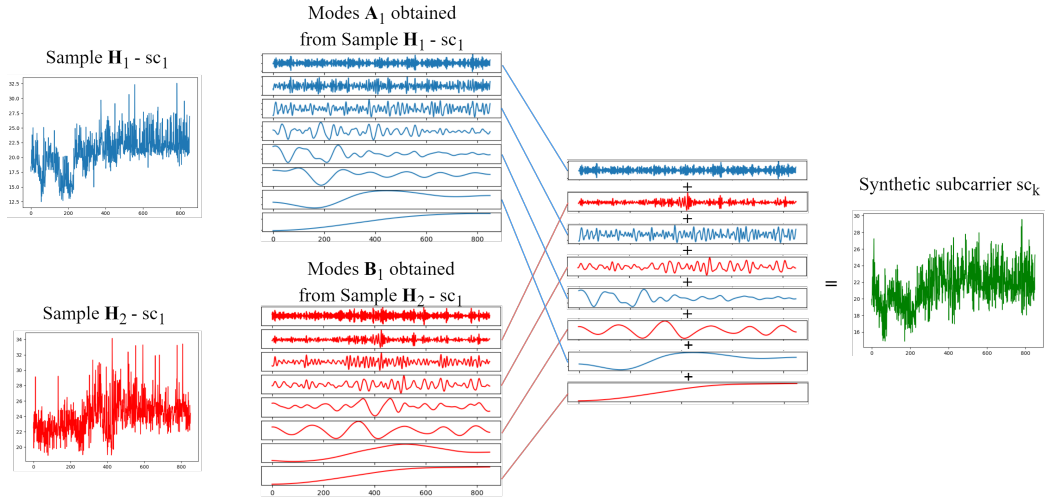 Sample H₁ - sc₁
32.5
30.0
27.5
25.0
22.5
20.0
17.5
15.0
12.5
0 200 400 600 800
Sample H₂ - sc₁
34
32
30
28
26
24
22
20
0 200 400 600 800
Modes A₁ obtained
from Sample H₁ - sc₁
0 200 400 600 800
Modes B₁ obtained
from Sample H₂ - sc₁
0 200 400 600 800
+
+
+
+
+
+
+
=
Synthetic subcarrier scₖ
30
28
26
24
22
20
18
16
0 200 400 600 800